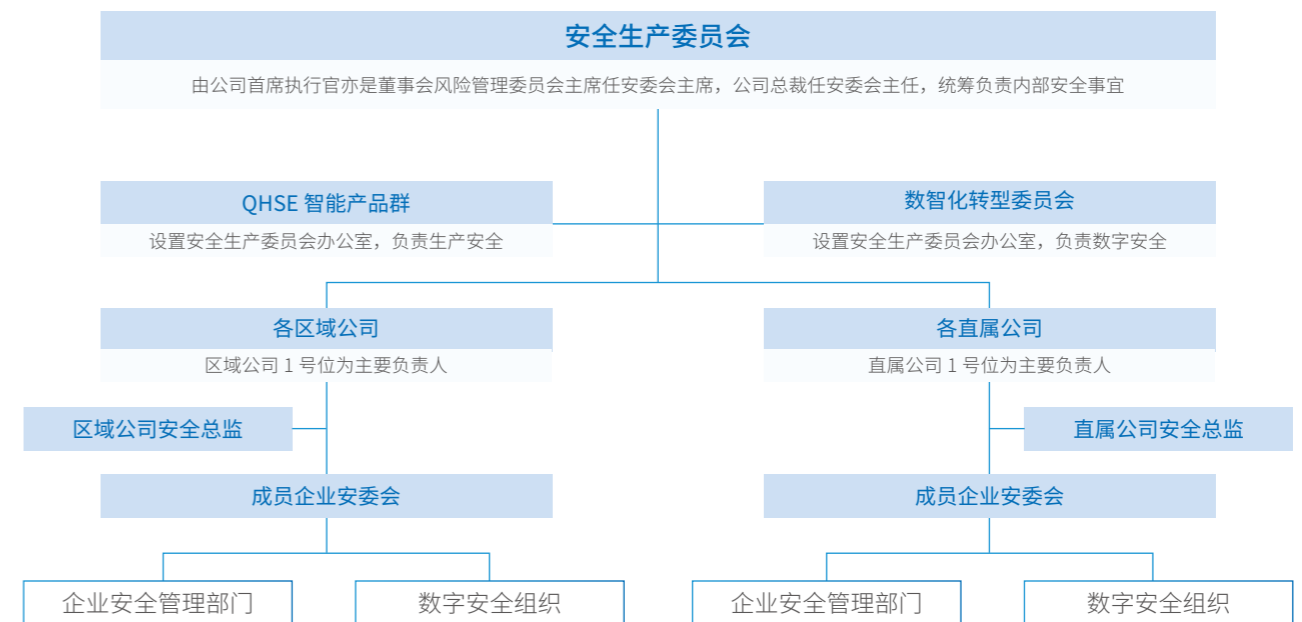 安全生产委员会
由公司首席执行官亦是董事会风险管理委员会主席任安委会主席，公司总裁任安委会主任，统筹负责内部安全事宜
QHSE 智能产品群
设置安全生产委员会办公室，负责生产安全
数智化转型委员会
设置安全生产委员会办公室，负责数字安全
各区域公司
区域公司 1 号位为主要负责人
各直属公司
直属公司 1 号位为主要负责人
区域公司安全总监
直属公司安全总监
成员企业安委会
成员企业安委会
企业安全管理部门
数字安全组织
企业安全管理部门
数字安全组织